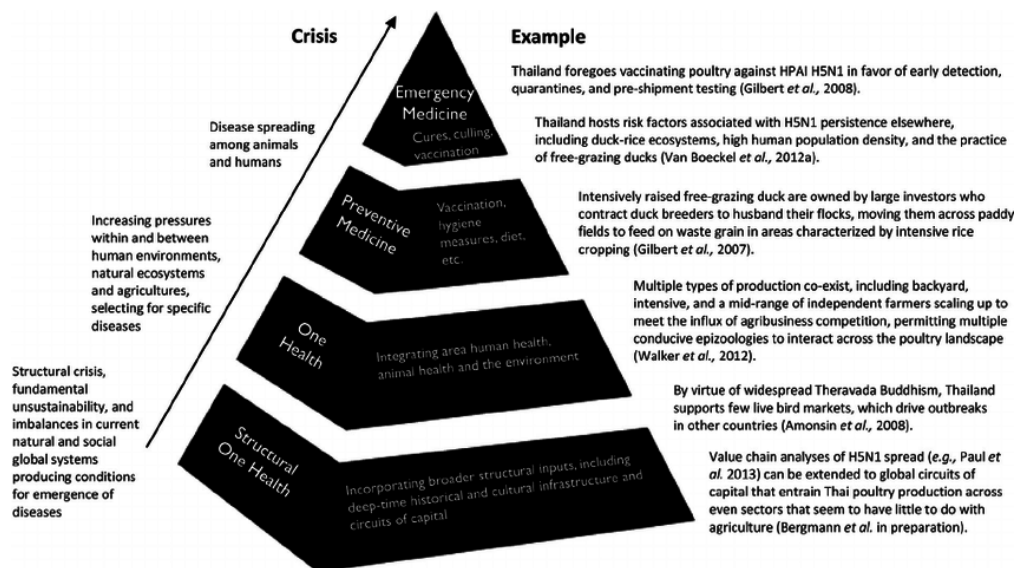 Crisis
Example
Disease spreading
among animals
and humans
Increasing pressures
within and between
human environments,
natural ecosystems
and agricultures,
selecting for specific
diseases
Structural crisis,
fundamental
unsustainability, and
imbalances in current
natural and social
global systems
producing conditions
for emergence of
diseases
Emergency
Medicine
Cures, culling,
vaccination
Preventive
Medicine
Vaccination,
hygiene
measures, diet,
etc.
One
Health
Integrating area human health,
animal health and the environment
Structural
One Health
Incorporating broader structural inputs, including
deep-time historical and cultural infrastructure and
circuits of capital
Thailand foregoes vaccinating poultry against HPAI H5N1 in favor of early detection,
quarantines, and pre-shipment testing (Gilbert et al., 2008).
Thailand hosts risk factors associated with H5N1 persistence elsewhere,
including duck-rice ecosystems, high human population density, and the practice
of free-grazing ducks (Van Boeckel et al., 2012a).
Intensively raised free-grazing duck are owned by large investors who
contract duck breeders to husband their flocks, moving them across paddy
fields to feed on waste grain in areas characterized by intensive rice
cropping (Gilbert et al., 2007).
Multiple types of production co-exist, including backyard,
intensive, and a mid-range of independent farmers scaling up to
meet the influx of agribusiness competition, permitting multiple
conducive epizoologies to interact across the poultry landscape
(Walker et al., 2012).
By virtue of widespread Theravada Buddhism, Thailand
supports few live bird markets, which drive outbreaks
in other countries (Amonsin et al., 2008).
Value chain analyses of H5N1 spread (e.g., Paul et
al. 2013) can be extended to global circuits of
capital that entrain Thai poultry production across
even sectors that seem to have little to do with
agriculture (Bergmann et al. in preparation).